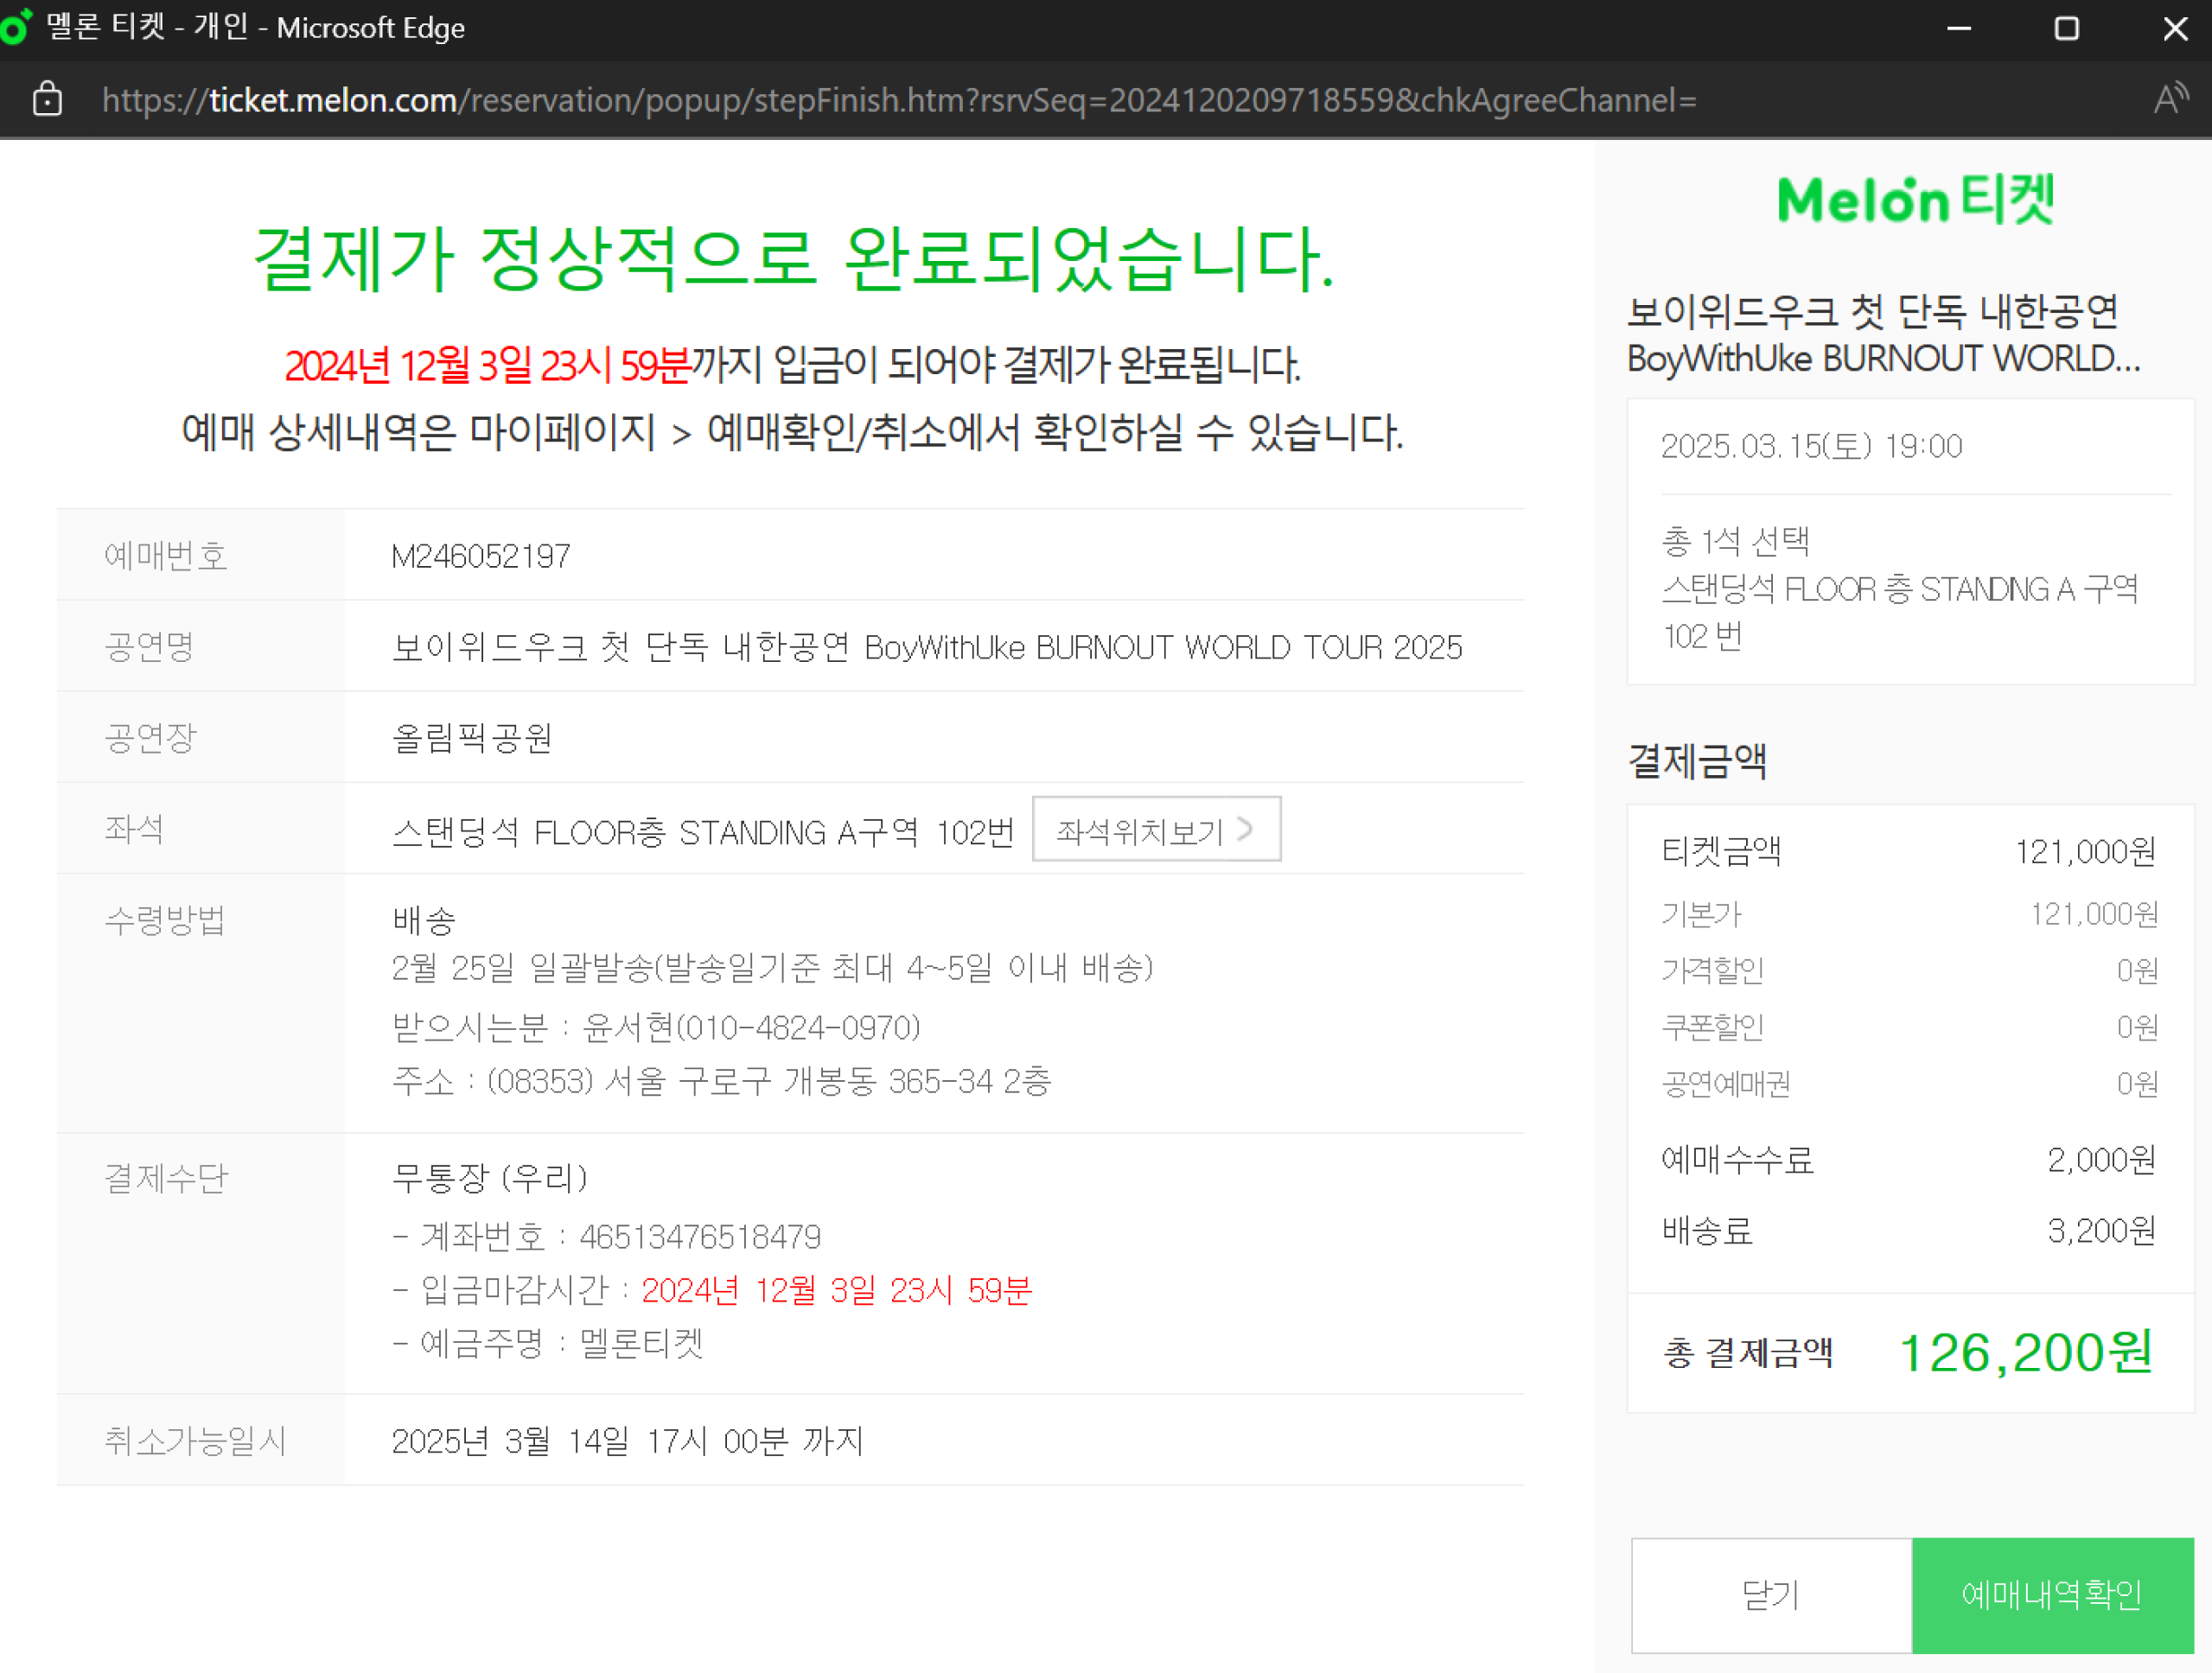 멜론 티켓 - 개인 - Microsoft Edge
https://ticket.melon.com/reservation/popup/stepFinish.htm?rsrvSeq=2024120209718559&chkAgreeChannel=
결제가 정상적으로 완료되었습니다.
2024년 12월 3일 23시 59분까지 입금이 되어야 결제가 완료됩니다.
예매 상세내역은 마이페이지 > 예매확인/취소에서 확인하실 수 있습니다.
예매번호 M246052197
공연명 보이위드우크 첫 단독 내한공연 BoyWithUke BURNOUT WORLD TOUR 2025
공연장 올림픽공원
좌석 스탠딩석 FLOOR층 STANDING A구역 102번 좌석위치보기 >
수령방법 배송
2월 25일 일괄발송(발송일기준 최대 4~5일 이내 배송)
받으시는분 : 윤서현(010-4824-0970)
주소 : (08353) 서울 구로구 개봉동 365-34 2층
결제수단 무통장 (우리)
- 계좌번호 : 46513476518479
- 입금마감시간 : 2024년 12월 3일 23시 59분
- 예금주명 : 멜론티켓
취소가능일시 2025년 3월 14일 17시 00분 까지
Melon 티켓
보이위드우크 첫 단독 내한공연
BoyWithUke BURNOUT WORLD...
2025.03.15(토) 19:00
총 1석 선택
스탠딩석 FLOOR 층 STANDING A 구역
102 번
결제금액
티켓금액 121,000원
기본가 121,000원
가격할인 0원
쿠폰할인 0원
공연예매권 0원
예매수수료 2,000원
배송료 3,200원
총 결제금액 126,200원
닫기 예매내역확인